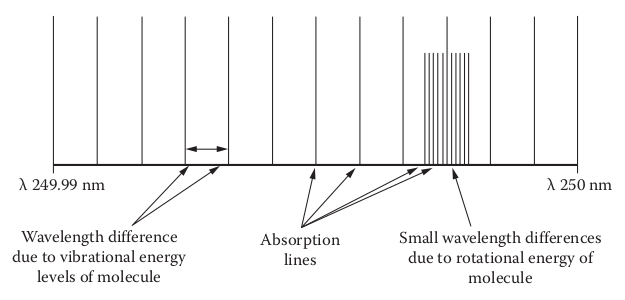 λ 249.99 nm
λ 250 nm
Wavelength difference
due to vibrational energy
levels of molecule
Absorption
lines
Small wavelength differences
due to rotational energy of
molecule